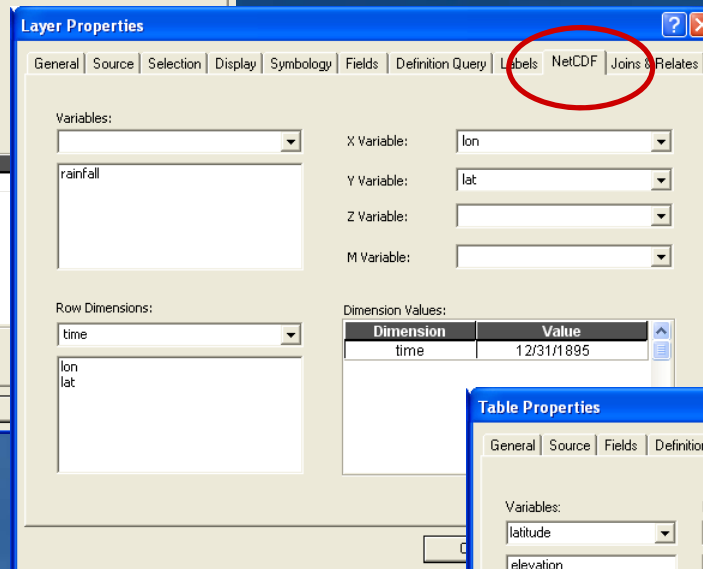 Layer Properties
General Source Selection Display Symbology Fields Definition Query Labels NetCDF Joins & Relates
Variables:
rainfall
X Variable: lon
Y Variable: lat
Z Variable:
M Variable:
Row Dimensions:
time
lon
lat
Dimension Values:
Dimension Value
time 12/31/1895
Table Properties
General Source Fields
Variables:
latitude
elevation